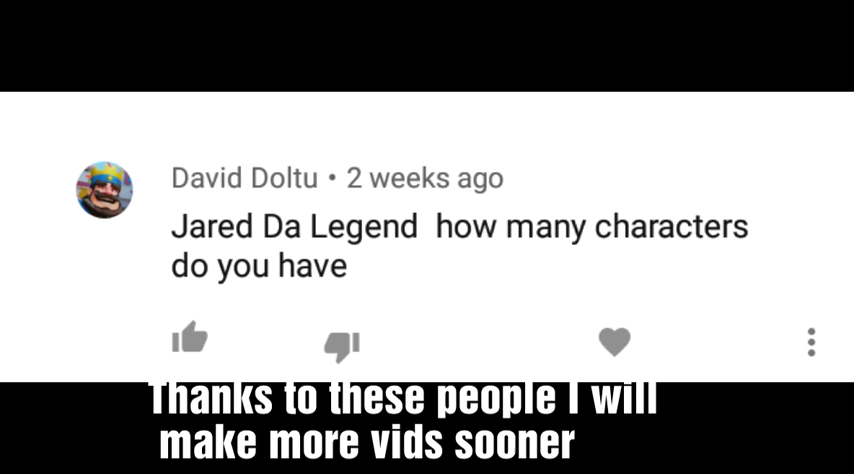 David Doltu • 2 weeks ago
Jared Da Legend  how many characters
do you have
Thanks to these people I will
make more vids sooner